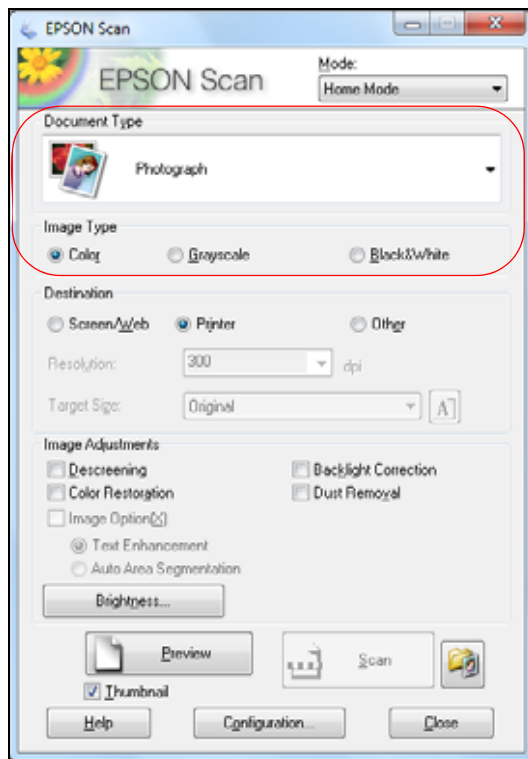 EPSON Scan
EPSON Scan
Mode:
Home Mode
Document Type
Photograph
Image Type
Color Grayscale Black&White
Destination
Screen/Web Printer Other
Resolution: 300 dpi
Target Size: Original A
Image Adjustments
Descreening Backlight Correction
Color Restoration Dust Removal
Image Option(X)
Text Enhancement
Auto Area Segmentation
Brightness...
Preview Scan
Thumbnail
Help Configuration... Close